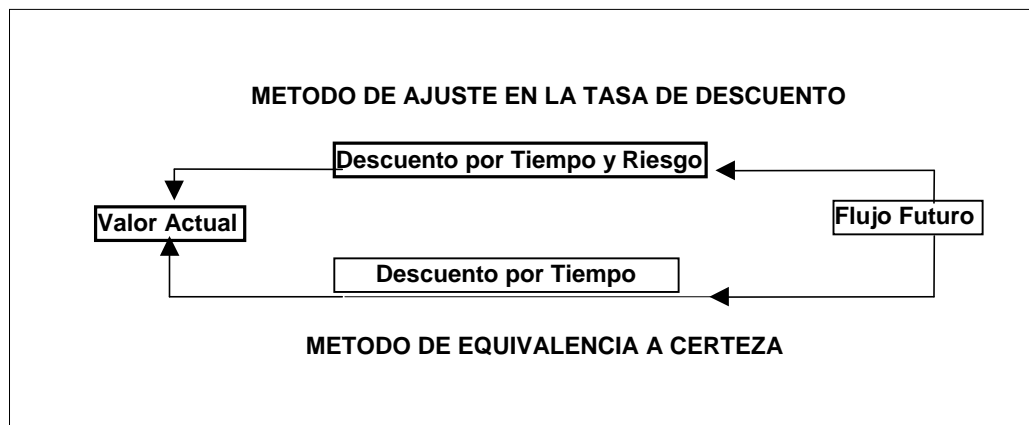 METODO DE AJUSTE EN LA TASA DE DESCUENTO
Descuento por Tiempo y Riesgo
Valor Actual
Flujo Futuro
Descuento por Tiempo
METODO DE EQUIVALENCIA A CERTEZA